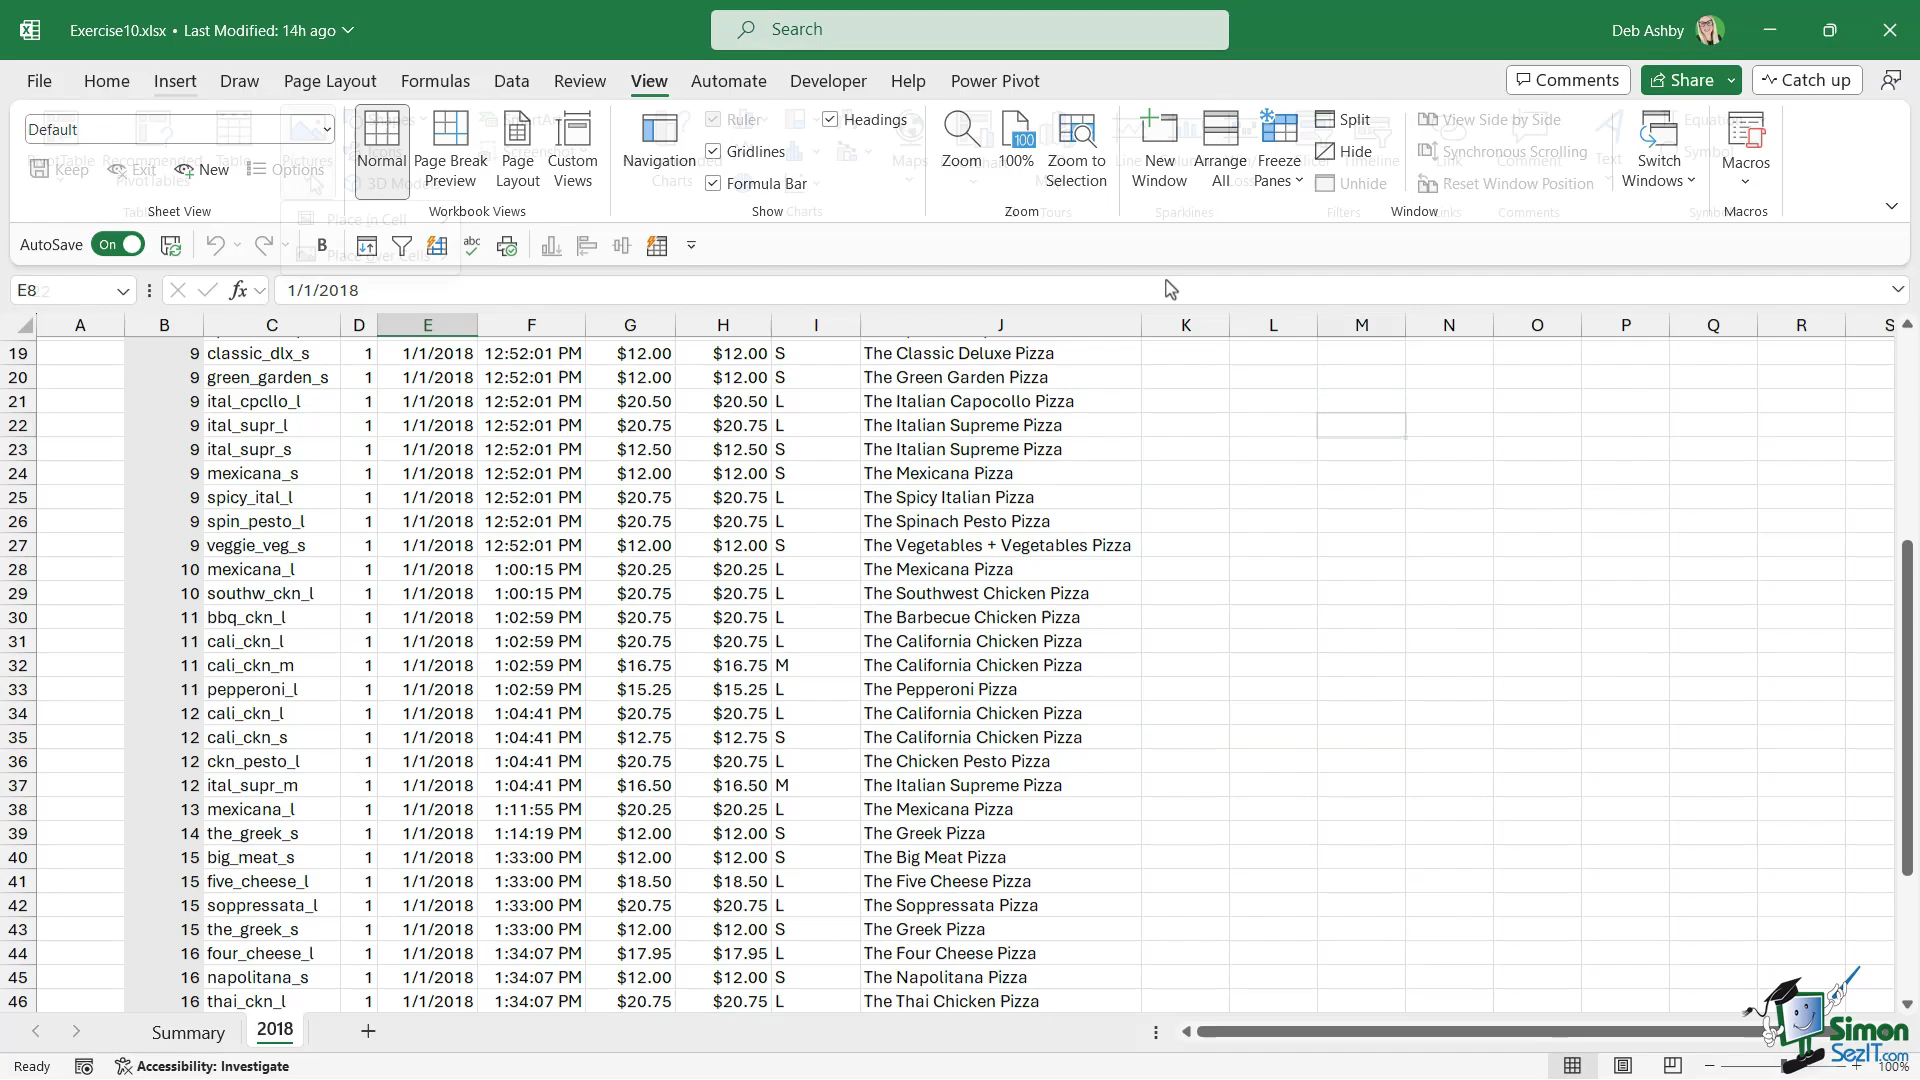 Exercise10.xlsx • Last Modified: 14h ago
Search
Deb Ashby
File Home Insert Draw Page Layout Formulas Data Review View Automate Developer Help Power Pivot
Comments Share Catch up
Default
Keep Exit New Options
Sheet View
Normal
Page Break Preview
Page Layout
Custom Views
Workbook Views
Navigation
Ruler
Gridlines
Formula Bar
Headings
Show
Zoom
100%
Zoom to Selection
Zoom
New Window
Arrange All
Freeze Panes
Split
Hide
Unhide
View Side by Side
Synchronous Scrolling
Reset Window Position
Switch Windows
Window
Macros
Macros
Place in Cell
Place over Cells
AutoSave On
E8 fx 1/1/2018
A B C D E F G H I J K L M N O P Q R S
19 9 classic_dlx_s 1 1/1/2018 12:52:01 PM $12.00 $12.00 S The Classic Deluxe Pizza
20 9 green_garden_s 1 1/1/2018 12:52:01 PM $12.00 $12.00 S The Green Garden Pizza
21 9 ital_cpcllo_l 1 1/1/2018 12:52:01 PM $20.50 $20.50 L The Italian Capocollo Pizza
22 9 ital_supr_l 1 1/1/2018 12:52:01 PM $20.75 $20.75 L The Italian Supreme Pizza
23 9 ital_supr_s 1 1/1/2018 12:52:01 PM $12.50 $12.50 S The Italian Supreme Pizza
24 9 mexicana_s 1 1/1/2018 12:52:01 PM $12.00 $12.00 S The Mexicana Pizza
25 9 spicy_ital_l 1 1/1/2018 12:52:01 PM $20.75 $20.75 L The Spicy Italian Pizza
26 9 spin_pesto_l 1 1/1/2018 12:52:01 PM $20.75 $20.75 L The Spinach Pesto Pizza
27 9 veggie_veg_s 1 1/1/2018 12:52:01 PM $12.00 $12.00 S The Vegetables + Vegetables Pizza
28 10 mexicana_l 1 1/1/2018 1:00:15 PM $20.25 $20.25 L The Mexicana Pizza
29 10 southw_ckn_l 1 1/1/2018 1:00:15 PM $20.75 $20.75 L The Southwest Chicken Pizza
30 11 bbq_ckn_l 1 1/1/2018 1:02:59 PM $20.75 $20.75 L The Barbecue Chicken Pizza
31 11 cali_ckn_l 1 1/1/2018 1:02:59 PM $20.75 $20.75 L The California Chicken Pizza
32 11 cali_ckn_m 1 1/1/2018 1:02:59 PM $16.75 $16.75 M The California Chicken Pizza
33 11 pepperoni_l 1 1/1/2018 1:02:59 PM $15.25 $15.25 L The Pepperoni Pizza
34 12 cali_ckn_l 1 1/1/2018 1:04:41 PM $20.75 $20.75 L The California Chicken Pizza
35 12 cali_ckn_s 1 1/1/2018 1:04:41 PM $12.75 $12.75 S The California Chicken Pizza
36 12 ckn_pesto_l 1 1/1/2018 1:04:41 PM $20.75 $20.75 L The Chicken Pesto Pizza
37 12 ital_supr_m 1 1/1/2018 1:04:41 PM $16.50 $16.50 M The Italian Supreme Pizza
38 13 mexicana_l 1 1/1/2018 1:11:55 PM $20.25 $20.25 L The Mexicana Pizza
39 14 the_greek_s 1 1/1/2018 1:14:19 PM $12.00 $12.00 S The Greek Pizza
40 15 big_meat_s 1 1/1/2018 1:33:00 PM $12.00 $12.00 S The Big Meat Pizza
41 15 five_cheese_l 1 1/1/2018 1:33:00 PM $18.50 $18.50 L The Five Cheese Pizza
42 15 soppressata_l 1 1/1/2018 1:33:00 PM $20.75 $20.75 L The Soppressata Pizza
43 15 the_greek_s 1 1/1/2018 1:33:00 PM $12.00 $12.00 S The Greek Pizza
44 16 four_cheese_l 1 1/1/2018 1:34:07 PM $17.95 $17.95 L The Four Cheese Pizza
45 16 napolitana_s 1 1/1/2018 1:34:07 PM $12.00 $12.00 S The Napolitana Pizza
46 16 thai_ckn_l 1 1/1/2018 1:34:07 PM $20.75 $20.75 L The Thai Chicken Pizza
Summary 2018
Ready Accessibility: Investigate 100%
Simon
SezIT.com